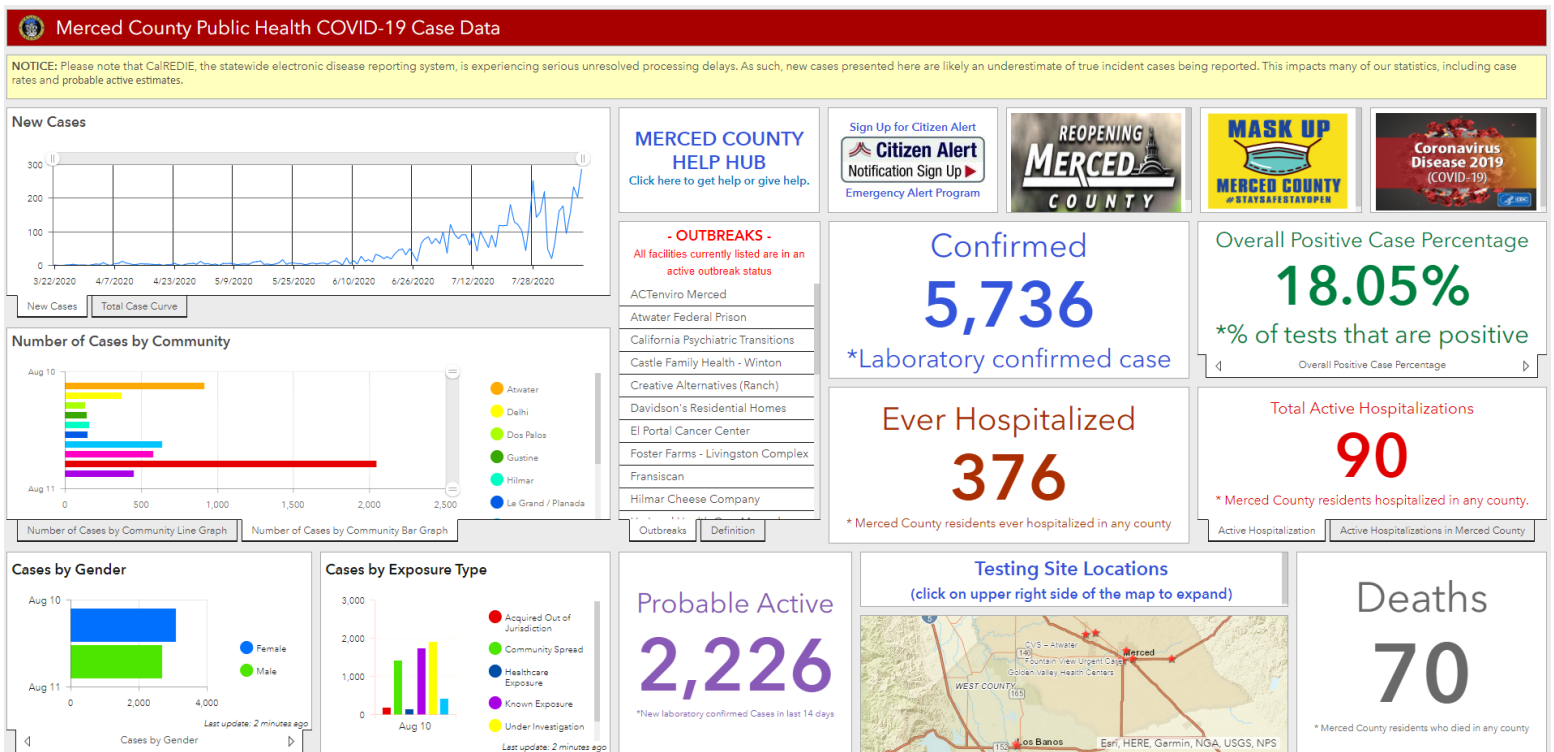 Merced County Public Health COVID-19 Case Data
NOTICE: Please note that CalREDIE, the statewide electronic disease reporting system, is experiencing serious unresolved processing delays. As such, new cases presented here are likely an underestimate of true incident cases being reported. This impacts many of our statistics, including case
rates and probable active estimates.
New Cases
300
200
100
0
3/22/2020 4/7/2020 4/23/2020 5/9/2020 5/25/2020 6/10/2020 6/26/2020 7/12/2020 7/28/2020
New Cases Total Case Curve
Number of Cases by Community
Aug 10
Aug 11
0 500 1,000 1,500 2,000 2,500
Atwater
Delhi
Dos Palos
Gustine
Hilmar
Le Grand / Planada
Number of Cases by Community Line Graph Number of Cases by Community Bar Graph
MERCED COUNTY
HELP HUB
Click here to get help or give help.
Sign Up for Citizen Alert
Citizen Alert
Notification Sign Up
Emergency Alert Program
REOPENING
MERCED
COUNTY
MASK UP
MERCED COUNTY
#STAYSAFESTAYOPEN
Coronavirus
Disease 2019
(COVID-19)
CDC
- OUTBREAKS -
All facilities currently listed are in an
active outbreak status
ACTenviro Merced
Atwater Federal Prison
California Psychiatric Transitions
Castle Family Health - Winton
Creative Alternatives (Ranch)
Davidson's Residential Homes
El Portal Cancer Center
Foster Farms - Livingston Complex
Fransiscan
Hilmar Cheese Company
Outbreaks Definition
Confirmed
5,736
*Laboratory confirmed case
Overall Positive Case Percentage
18.05%
*% of tests that are positive
Overall Positive Case Percentage
Ever Hospitalized
376
* Merced County residents ever hospitalized in any county
Total Active Hospitalizations
90
* Merced County residents hospitalized in any county.
Active Hospitalization Active Hospitalizations in Merced County
Cases by Gender
Aug 10
Aug 11
0 2,000 4,000
Female
Male
Last update: 2 minutes ago
Cases by Gender
Cases by Exposure Type
3,000
2,000
1,000
0
Aug 10
Acquired Out of
Jurisdiction
Community Spread
Healthcare
Exposure
Known Exposure
Under Investigation
Last update: 2 minutes ago
Probable Active
2,226
*New laboratory confirmed Cases in last 14 days
Testing Site Locations
(click on upper right side of the map to expand)
5
CVS – Atwater
140
Merced
Fountain View Urgent Care
Golden Valley Health Centers
WEST COUNTY
165
152
Los Banos
Esri, HERE, Garmin, NGA, USGS, NPS
Deaths
70
* Merced County residents who died in any county